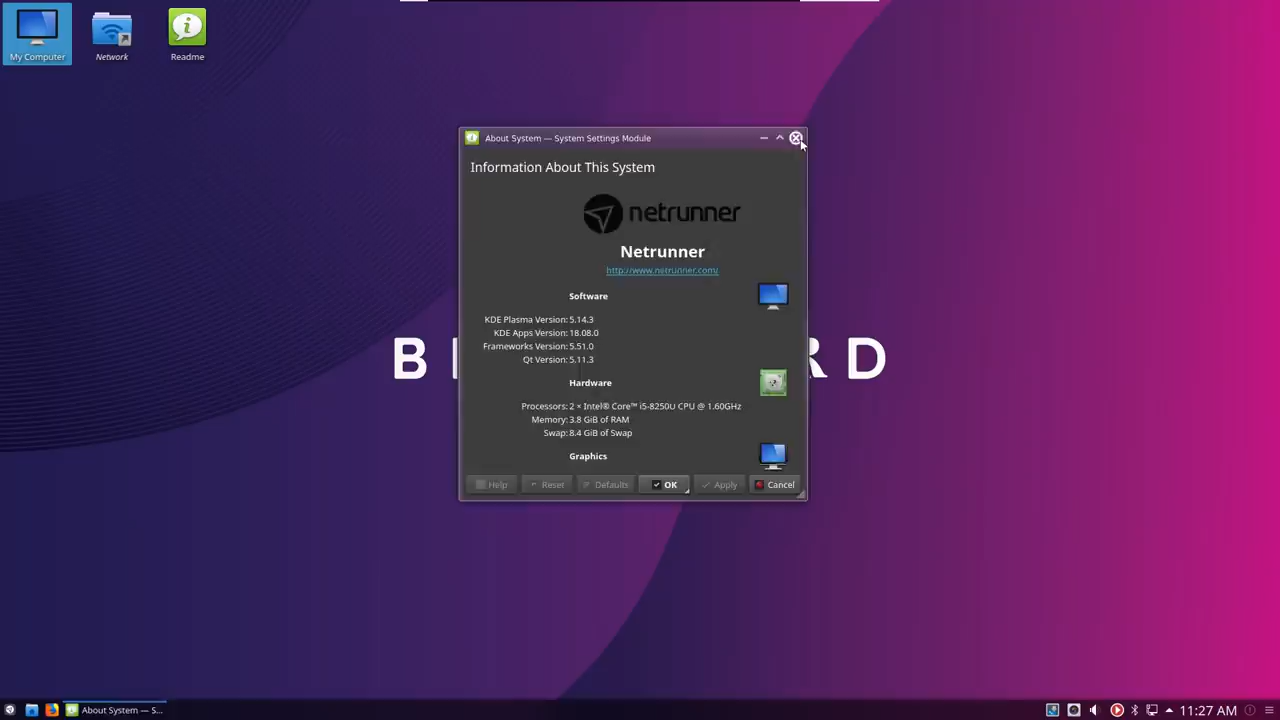 My Computer
Network
Readme
About System — System Settings Module
Information About This System
netrunner
Netrunner
http://www.netrunner.com/
Software
KDE Plasma Version: 5.14.3
KDE Apps Version: 18.08.0
Frameworks Version: 5.51.0
Qt Version: 5.11.3
Hardware
Processors: 2 × Intel® Core™ i5-8250U CPU @ 1.60GHz
Memory: 3.8 GiB of RAM
Swap: 8.4 GiB of Swap
Graphics
Help
Reset
Defaults
OK
Apply
Cancel
About System — S...
11:27 AM